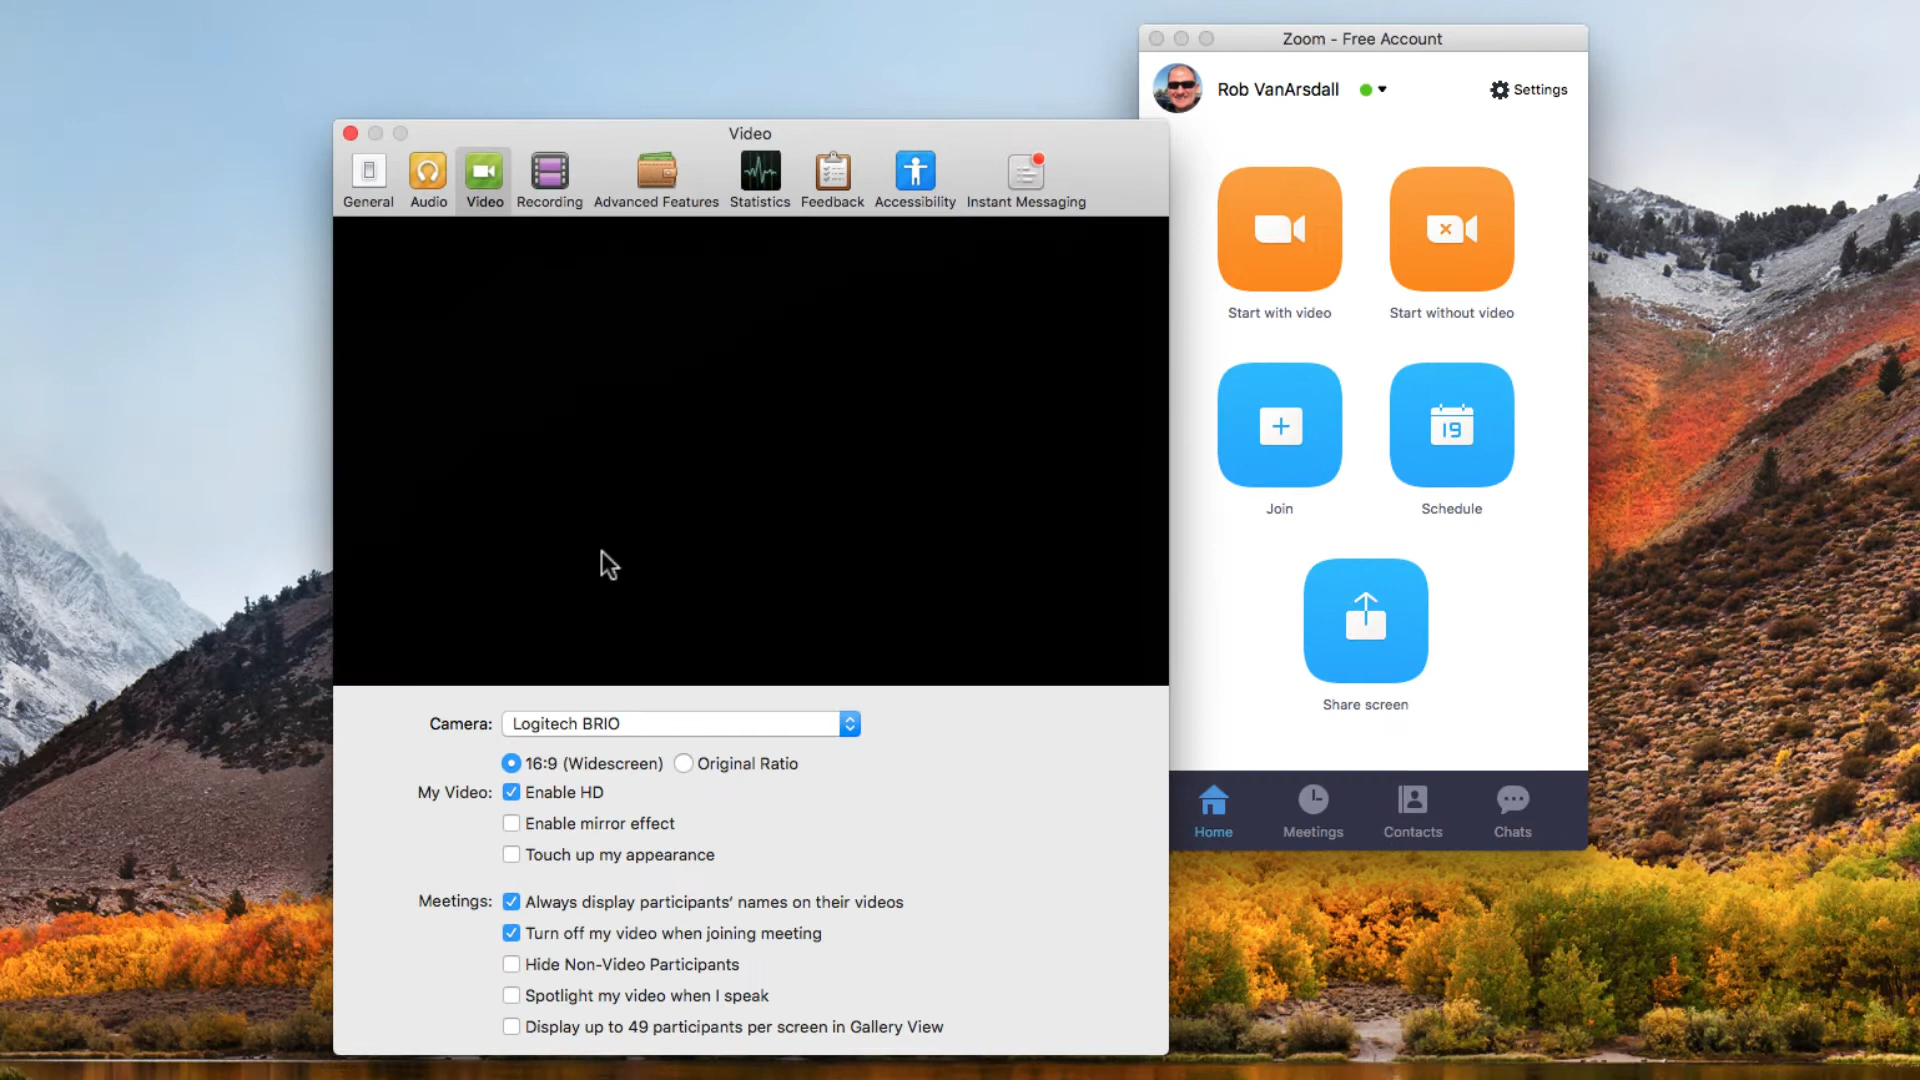 Zoom - Free Account
Rob VanArsdall
Settings
Video
General Audio Video Recording Advanced Features Statistics Feedback Accessibility Instant Messaging
Start with video
Start without video
19
Join
Schedule
Share screen
Home Meetings Contacts Chats
Camera: Logitech BRIO
16:9 (Widescreen) Original Ratio
My Video: Enable HD
Enable mirror effect
Touch up my appearance
Meetings: Always display participants' names on their videos
Turn off my video when joining meeting
Hide Non-Video Participants
Spotlight my video when I speak
Display up to 49 participants per screen in Gallery View